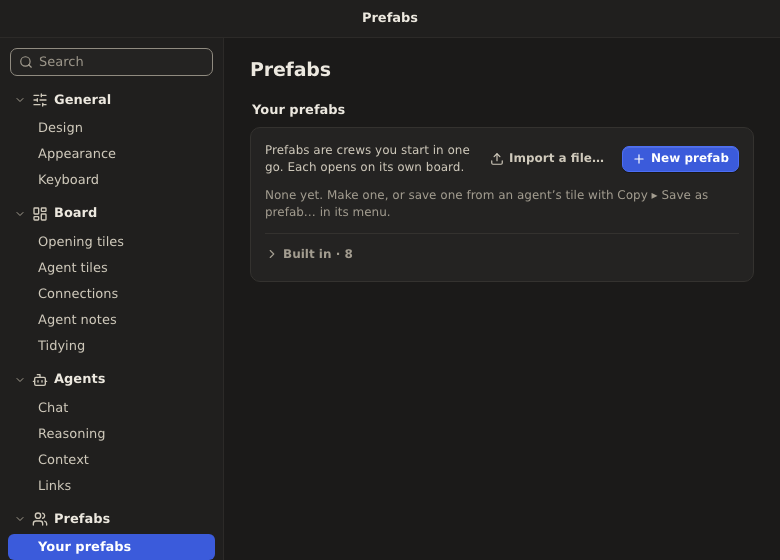 Prefabs
Search
General
Design
Appearance
Keyboard
Board
Opening tiles
Agent tiles
Connections
Agent notes
Tidying
Agents
Chat
Reasoning
Context
Links
Prefabs
Your prefabs
Prefabs
Your prefabs
Prefabs are crews you start in one
go. Each opens on its own board.
Import a file…
New prefab
None yet. Make one, or save one from an agent’s tile with Copy ▸ Save as
prefab… in its menu.
Built in · 8